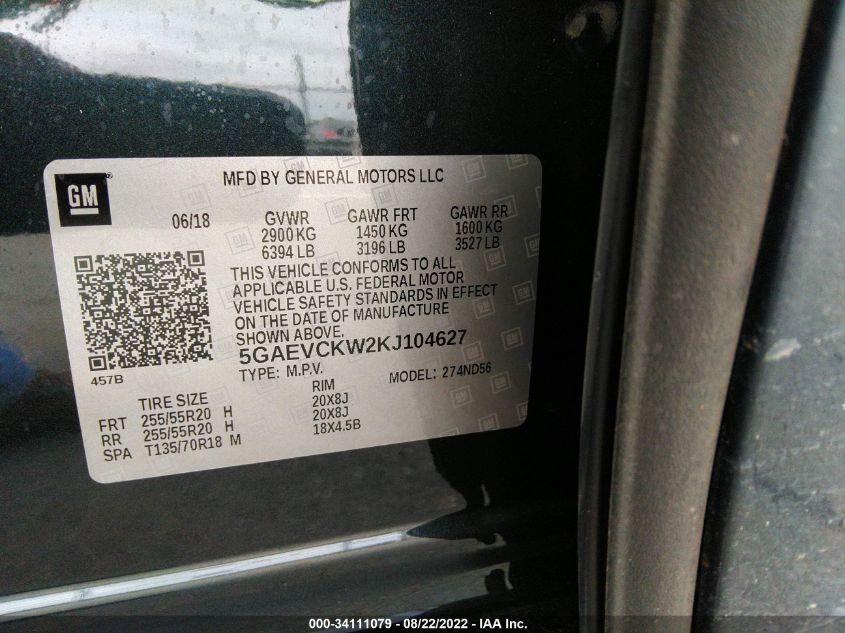 GM
MFD BY GENERAL MOTORS LLC
06/18 GVWR GAWR FRT GAWR RR
2900 KG 1450 KG 1600 KG
6394 LB 3196 LB 3527 LB
THIS VEHICLE CONFORMS TO ALL
APPLICABLE U.S. FEDERAL MOTOR
VEHICLE SAFETY STANDARDS IN EFFECT
ON THE DATE OF MANUFACTURE
SHOWN ABOVE.
5GAEVCKW2KJ104627
457B
TYPE: M.P.V. MODEL: 274ND56
TIRE SIZE RIM
FRT 255/55R20 H 20X8J
RR 255/55R20 H 20X8J
SPA T135/70R18 M 18X4.5B
000-34111079 - 08/22/2022 - IAA Inc.